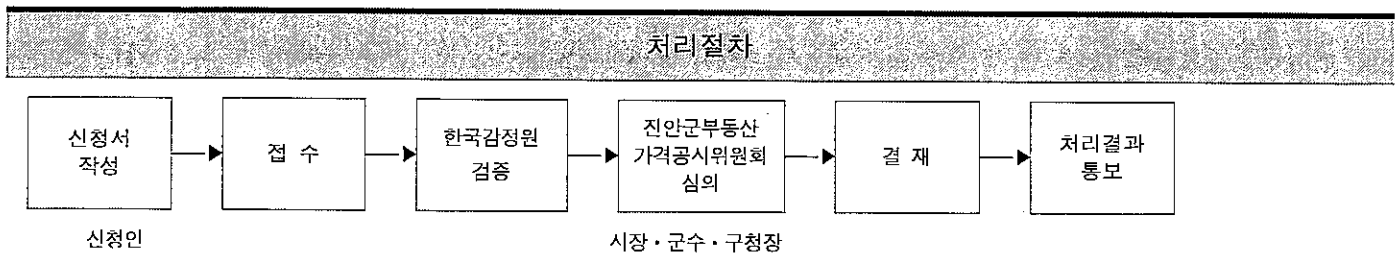 처리절차
신청서
작성
접 수
한국감정원
검증
진안군부동산
가격공시위원회
심의
결 재
처리결과
통보
신청인
시장·군수·구청장